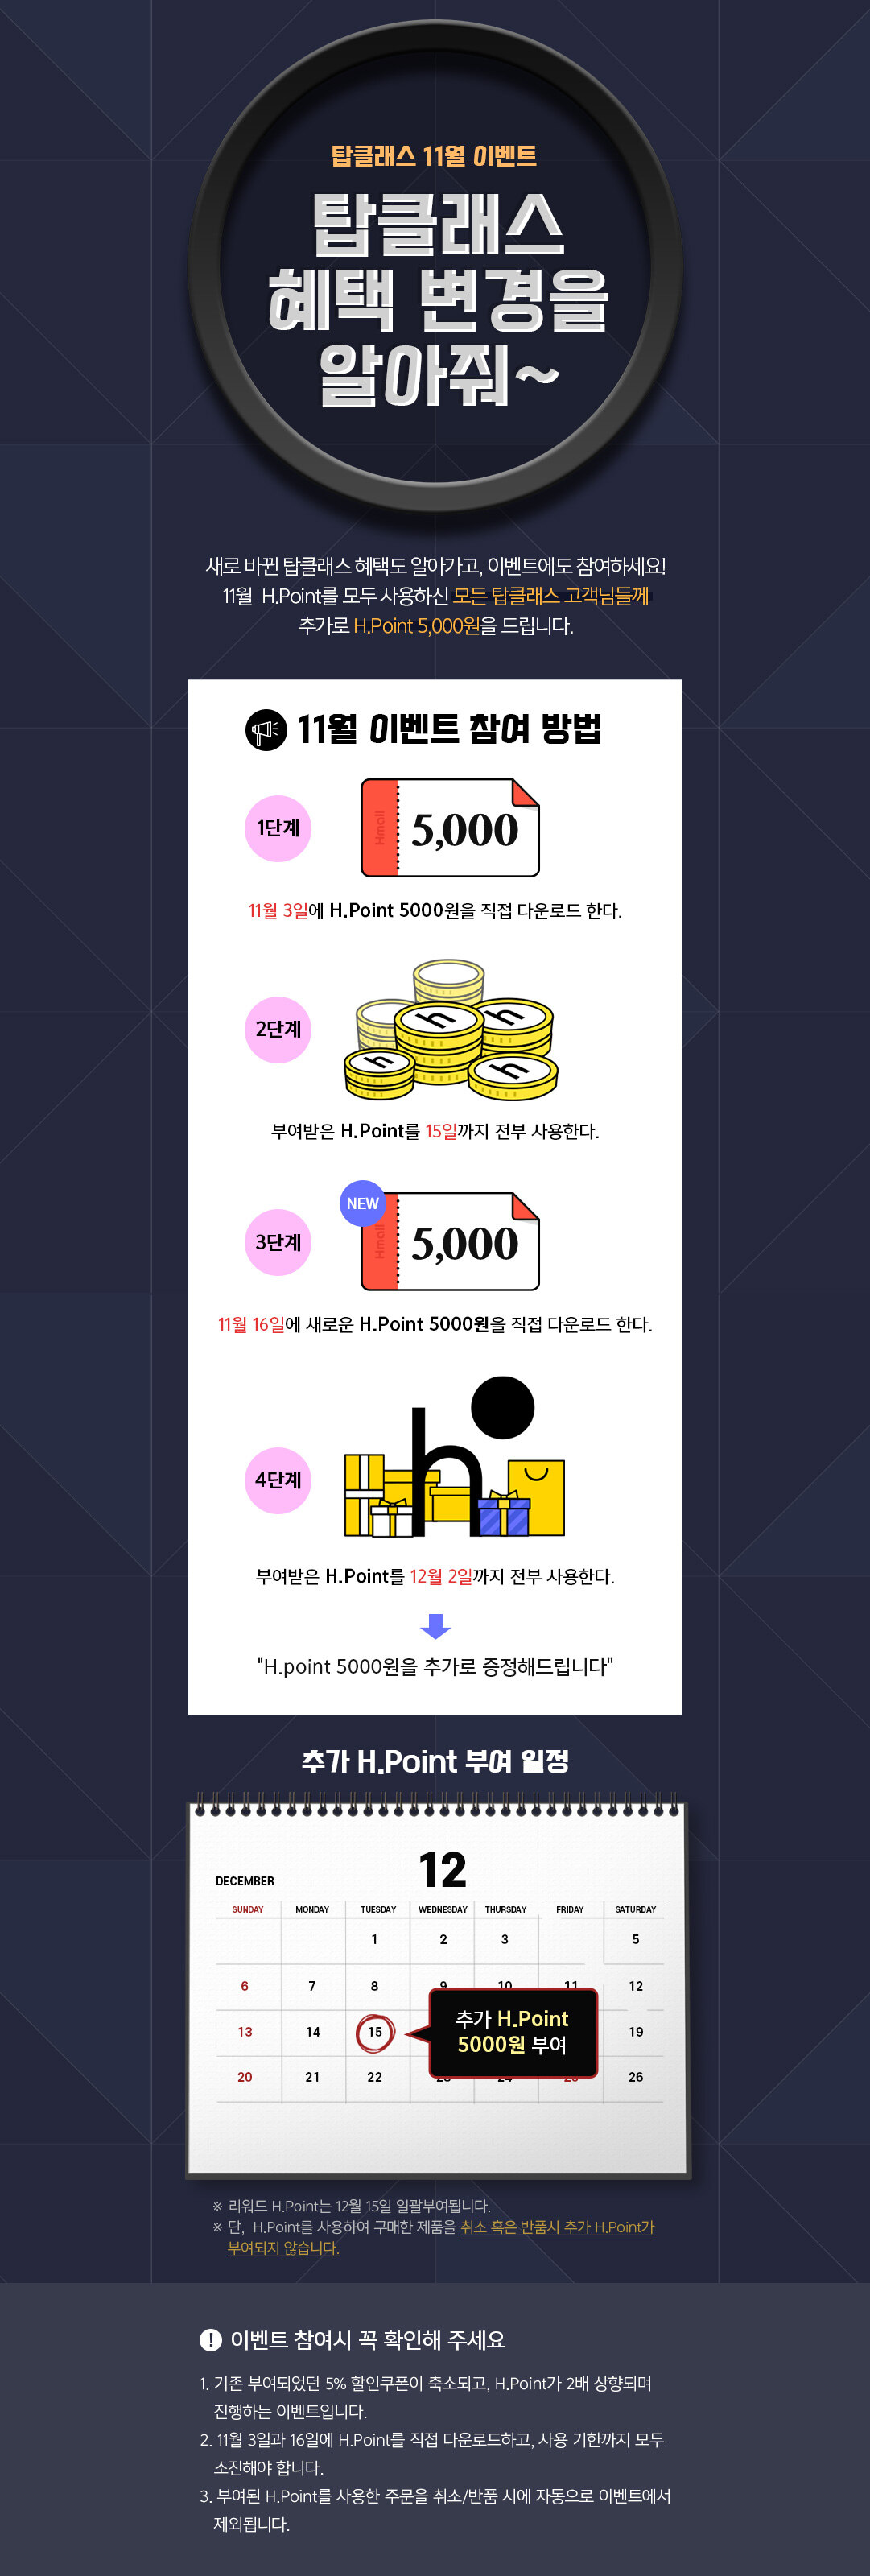 탑클래스 11월 이벤트
탑클래스
혜택 변경을
알아줘~
새로 바뀐 탑클래스 혜택도 알아가고, 이벤트에도 참여하세요!
11월 H.Point를 모두 사용하신 모든 탑클래스 고객님들께
추가로 H.Point 5,000원을 드립니다.
11월 이벤트 참여 방법
1단계
Hmall
5,000
11월 3일에 H.Point 5000원을 직접 다운로드 한다.
2단계
h h h h
부여받은 H.Point를 15일까지 전부 사용한다.
3단계
NEW
Hmall
5,000
11월 16일에 새로운 H.Point 5000원을 직접 다운로드 한다.
4단계
h
부여받은 H.Point를 12월 2일까지 전부 사용한다.
"H.point 5000원을 추가로 증정해드립니다"
추가 H.Point 부여 일정
DECEMBER
12
SUNDAY MONDAY TUESDAY WEDNESDAY THURSDAY FRIDAY SATURDAY
1 2 3 5
6 7 8 9 10 11 12
13 14 15 19
추가 H.Point
5000원 부여
20 21 22 23 24 25 26
※ 리워드 H.Point는 12월 15일 일괄부여됩니다.
※ 단, H.Point를 사용하여 구매한 제품을 취소 혹은 반품시 추가 H.Point가
부여되지 않습니다.
! 이벤트 참여시 꼭 확인해 주세요
1. 기존 부여되었던 5% 할인쿠폰이 축소되고, H.Point가 2배 상향되며
진행하는 이벤트입니다.
2. 11월 3일과 16일에 H.Point를 직접 다운로드하고, 사용 기한까지 모두
소진해야 합니다.
3. 부여된 H.Point를 사용한 주문을 취소/반품 시에 자동으로 이벤트에서
제외됩니다.